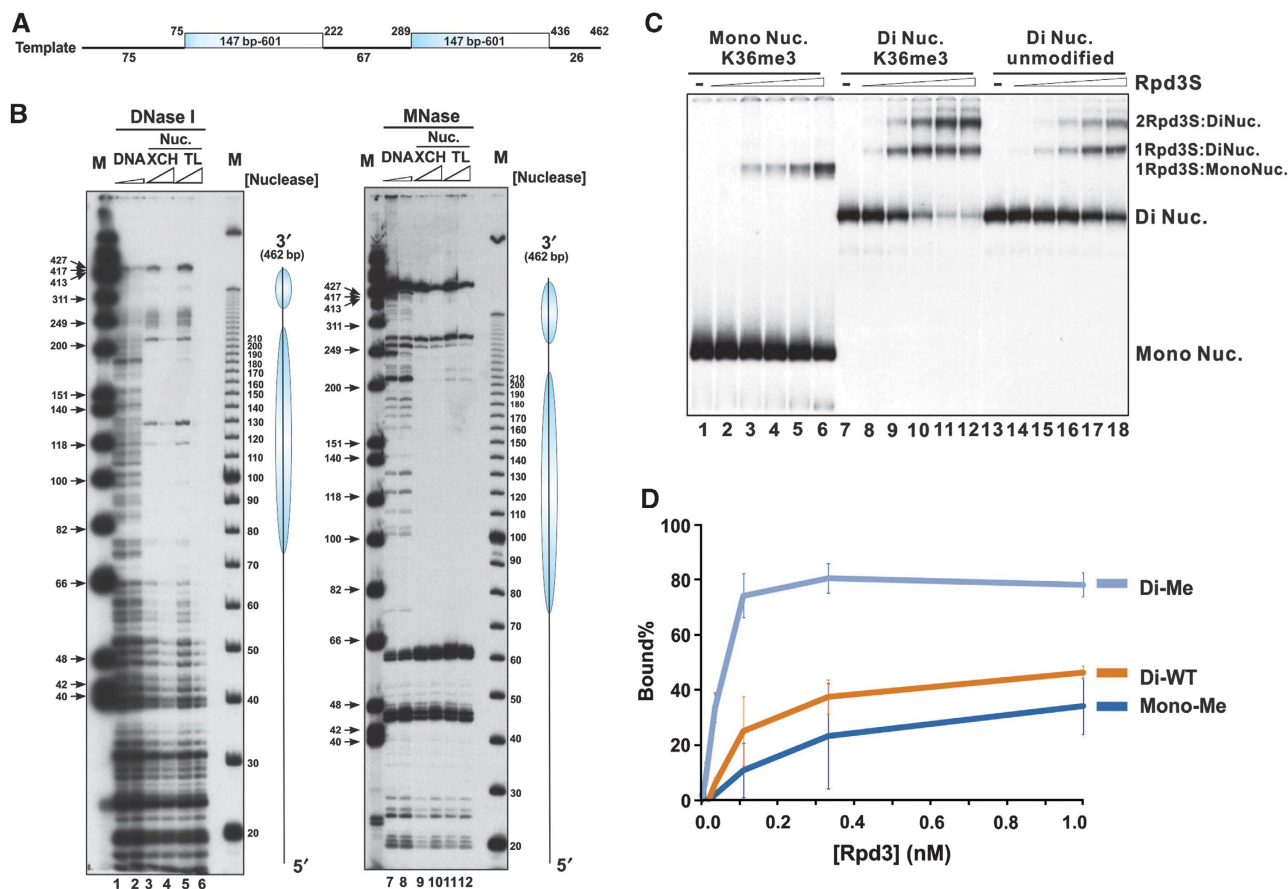 A
Template
75 222 289 436 462
147 bp-601 147 bp-601
75 67 26
B
DNase I
Nuc.
M DNA XCH TL M
[Nuclease]
3′
(462 bp)
427
417
413
311
249
200
151
140
118
100
82
66
48
42
40
210
200
190
180
170
160
150
140
130
120
110
100
90
80
70
60
50
40
30
20
5′
1 2 3 4 5 6
MNase
Nuc.
M DNA XCH TL M
[Nuclease]
3′
(462 bp)
427
417
413
311
249
200
151
140
118
100
82
66
48
42
40
210
200
190
180
170
160
150
140
130
120
110
100
90
80
70
60
50
40
30
20
5′
7 8 9 10 11 12
C
Mono Nuc.
K36me3
Di Nuc.
K36me3
Di Nuc.
unmodified
- - - Rpd3S
2Rpd3S:DiNuc.
1Rpd3S:DiNuc.
1Rpd3S:MonoNuc.
Di Nuc.
Mono Nuc.
1 2 3 4 5 6 7 8 9 10 11 12 13 14 15 16 17 18
D
Bound%
100
80
60
40
20
0
0.0 0.2 0.4 0.6 0.8 1.0
[Rpd3] (nM)
Di-Me
Di-WT
Mono-Me